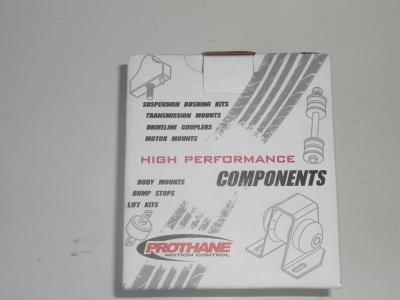 SUSPENSION BUSHING KITS
TRANSMISSION MOUNTS
DRIVELINE COUPLERS
MOTOR MOUNTS
HIGH PERFORMANCE
COMPONENTS
BODY MOUNTS
BUMP STOPS
LIFT KITS
PROTHANE
MOTION CONTROL